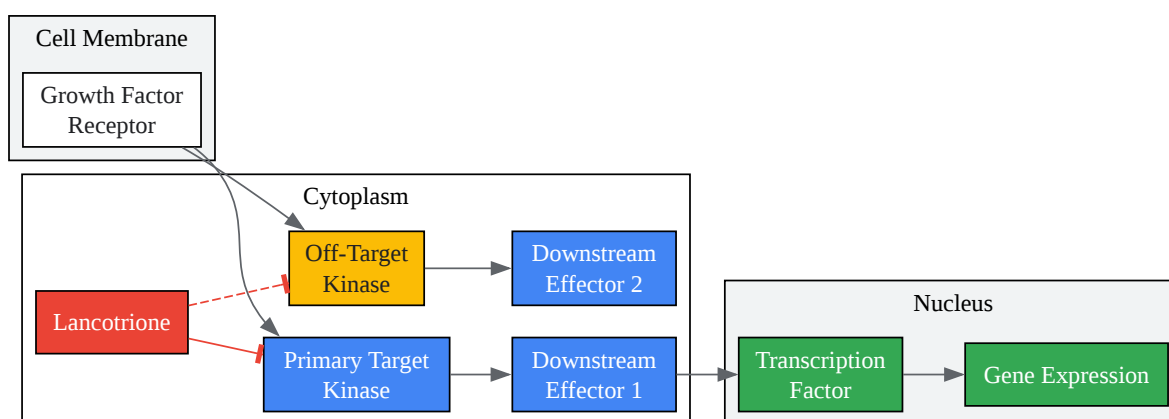 Cell Membrane
Growth Factor
Receptor
Cytoplasm
Off-Target
Kinase
Downstream
Effector 2
Lancotrione
Primary Target
Kinase
Downstream
Effector 1
Nucleus
Transcription
Factor
Gene Expression